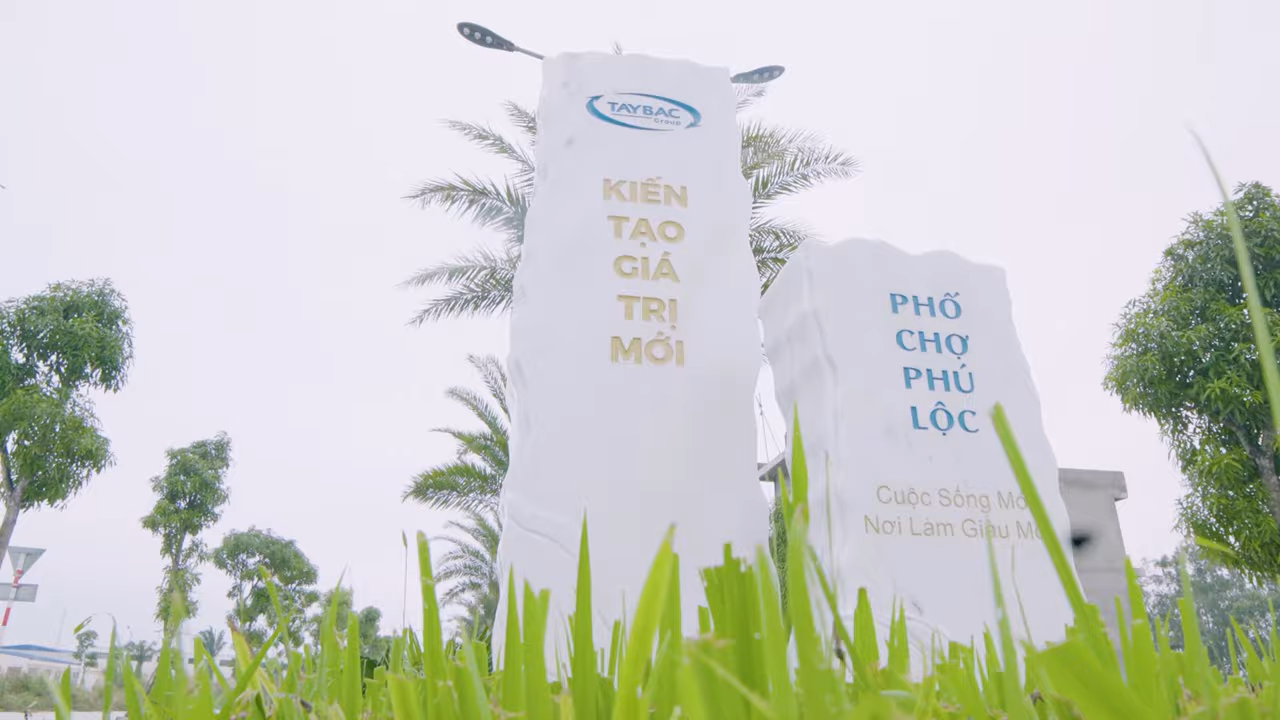 TAYBAC
Group
KIẾN
TẠO
GIÁ
TRỊ
MỚI
PHỐ
CHỢ
PHÚ
LỘC
Cuộc Sống
Nơi Làm Giàu